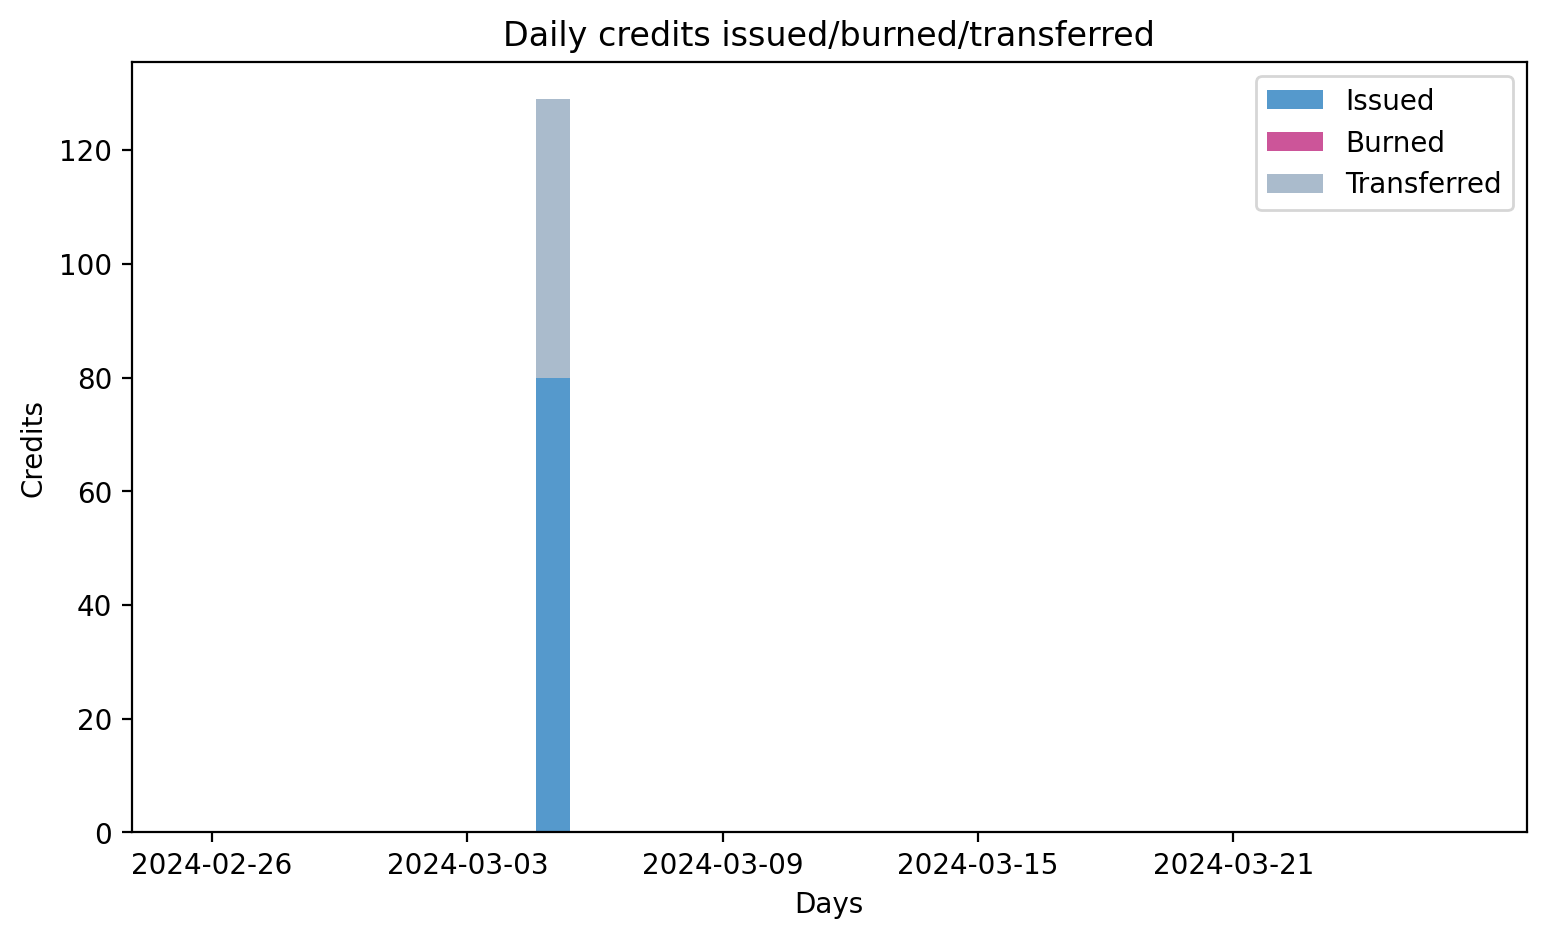 Daily credits issued/burned/transferred
Issued
Burned
Transferred
120
100
80
60
40
20
0
Credits
2024-02-26 2024-03-03 2024-03-09 2024-03-15 2024-03-21
Days